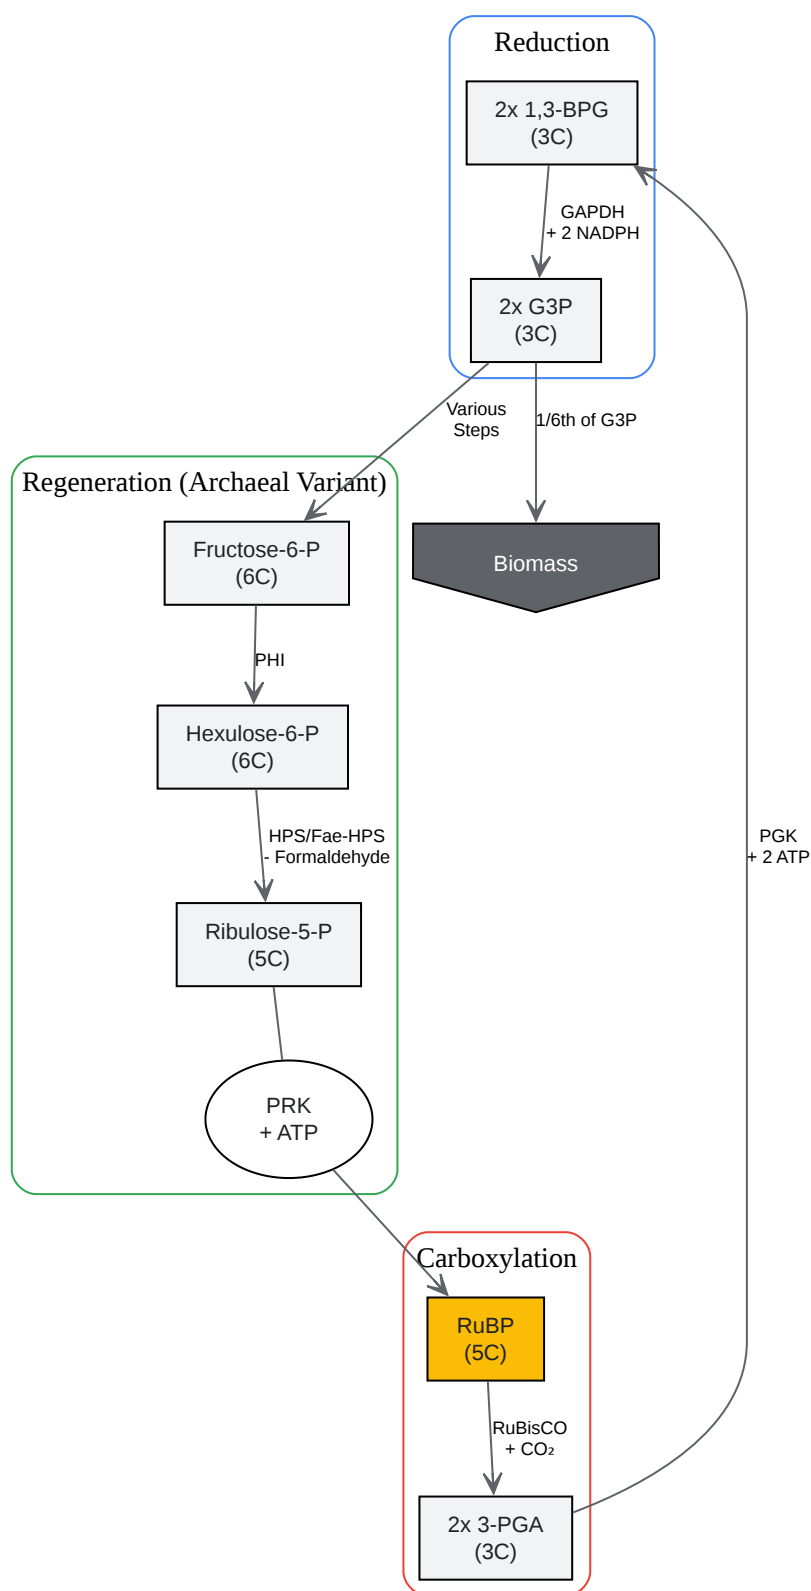 Reduction
2x 1,3-BPG
(3C)
GAPDH
+ 2 NADPH
2x G3P
(3C)
Various
Steps
1/6th of G3P
Regeneration (Archaeal Variant)
Fructose-6-P
(6C)
Biomass
PHI
Hexulose-6-P
(6C)
HPS/Fae-HPS
- Formaldehyde
PGK
+ 2 ATP
Ribulose-5-P
(5C)
PRK
+ ATP
Carboxylation
RuBP
(5C)
RuBisCO
+ CO₂
2x 3-PGA
(3C)